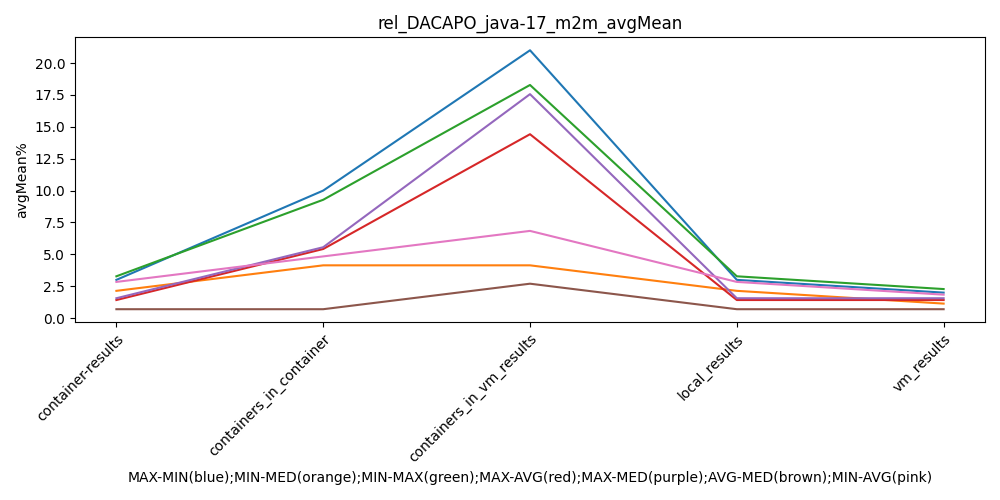 rel_DACAPO_java-17_m2m_avgMean
avgMean%
20.0
17.5
15.0
12.5
10.0
7.5
5.0
2.5
0.0
container-results
containers_in_container
containers_in_vm_results
local_results
vm_results
MAX-MIN(blue);MIN-MED(orange);MIN-MAX(green);MAX-AVG(red);MAX-MED(purple);AVG-MED(brown);MIN-AVG(pink)